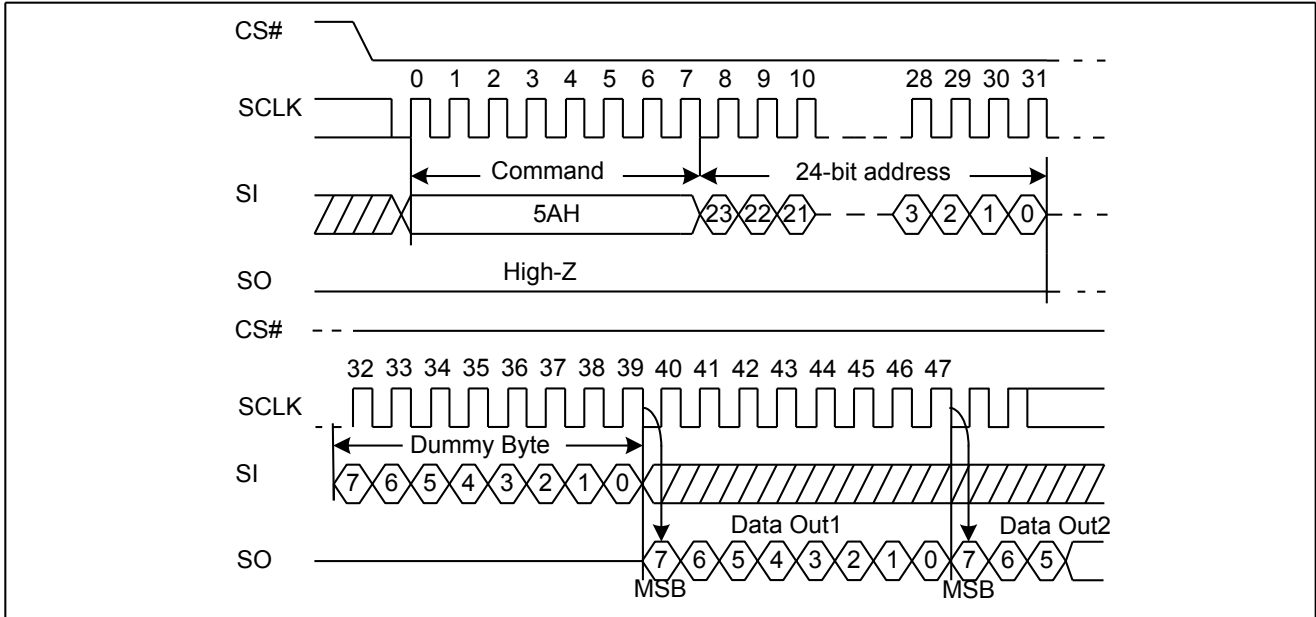 CS#
0 1 2 3 4 5 6 7 8 9 10 28 29 30 31
SCLK
Command 24-bit address
SI
5AH 23 22 21 3 2 1 0
High-Z
SO
CS#
32 33 34 35 36 37 38 39 40 41 42 43 44 45 46 47
SCLK
Dummy Byte
SI
7 6 5 4 3 2 1 0
Data Out1 Data Out2
SO
7 6 5 4 3 2 1 0 7 6 5
MSB MSB